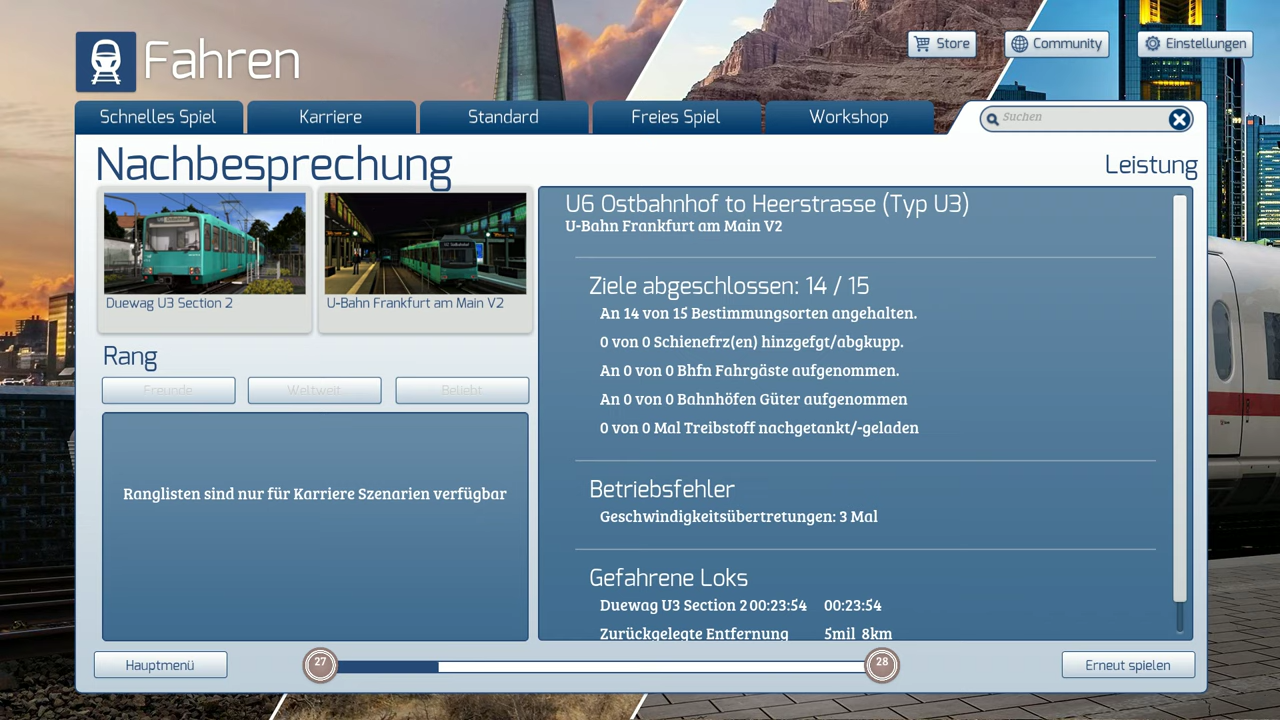 Fahren
Store
Community
Einstellungen
Schnelles Spiel
Karriere
Standard
Freies Spiel
Workshop
Suchen
Nachbesprechung
Leistung
Duewag U3 Section 2
U-Bahn Frankfurt am Main V2
Rang
Freunde
Weltweit
Beliebt
Ranglisten sind nur für Karriere Szenarien verfügbar
U6 Ostbahnhof to Heerstrasse (Typ U3)
U-Bahn Frankfurt am Main V2
Ziele abgeschlossen: 14 / 15
An 14 von 15 Bestimmungsorten angehalten.
0 von 0 Schienefrz(en) hinzgefgt/abgkupp.
An 0 von 0 Bhfn Fahrgäste aufgenommen.
An 0 von 0 Bahnhöfen Güter aufgenommen
0 von 0 Mal Treibstoff nachgetankt/-geladen
Betriebsfehler
Geschwindigkeitsübertretungen: 3 Mal
Gefahrene Loks
Duewag U3 Section 2 00:23:54 00:23:54
Zurückgelegte Entfernung 5mil 8km
Hauptmenü
27
28
Erneut spielen